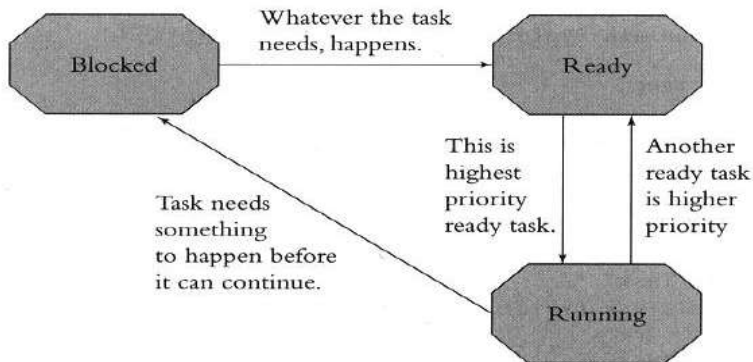 Whatever the task
needs, happens.
Blocked
Ready
This is
highest
priority
ready task.
Another
ready task
is higher
priority
Task needs
something
to happen before
it can continue.
Running